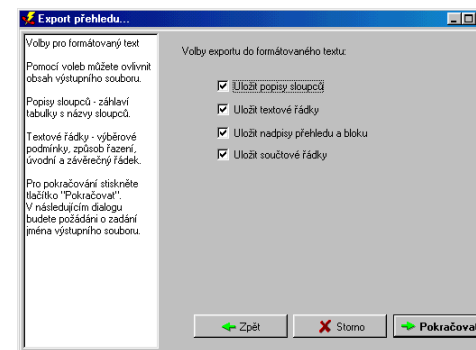 Export přehledu...
Volby pro formátovaný text
Pomocí voleb můžete ovlivnit
obsah výstupního souboru.
Popisy sloupců - záhlaví
tabulky s názvy sloupců.
Textové řádky - výběrové
podmínky, způsob řazení,
úvodní a závěrečný řádek.
Pro pokračování stiskněte
tlačítko "Pokračovat".
V následujícím dialogu
budete požádáni o zadání
jména výstupního souboru.
Volby exportu do formátovaného textu:
Uložit popisy sloupců
Uložit textové řádky
Uložit nadpisy přehledu a bloku
Uložit součtové řádky
Zpět
Storno
Pokračovat